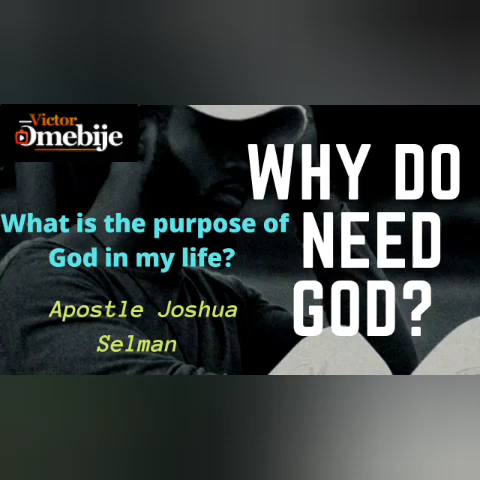 Victor
Omebije
WHY DO
NEED
GOD?
What is the purpose of
God in my life?
Apostle Joshua
Selman